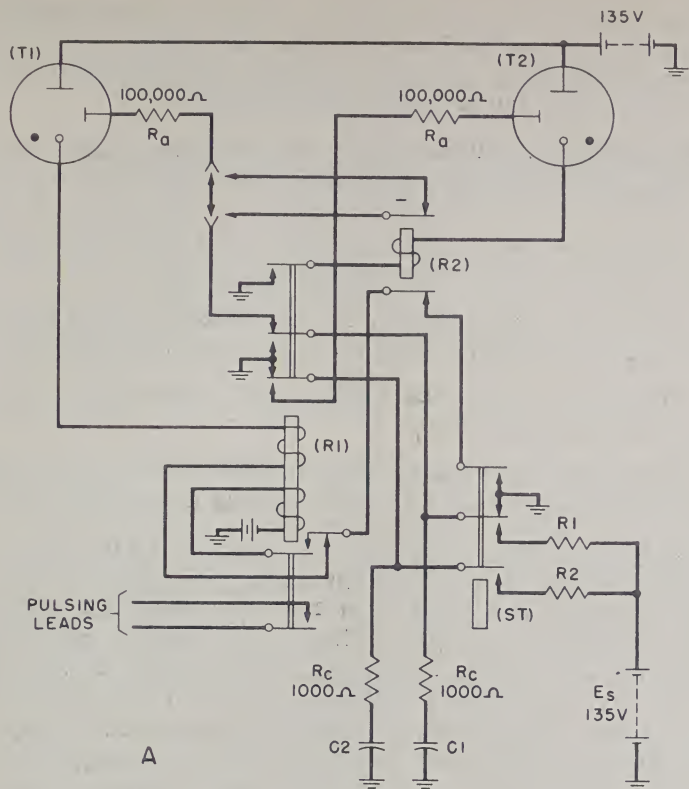 135V
(T1)
(T2)
100,000Ω
Ra
100,000Ω
Ra
–
(R2)
(R1)
R1
R2
(ST)
PULSING
LEADS
Rc
1000Ω
Rc
1000Ω
Es
135V
C2
C1
A